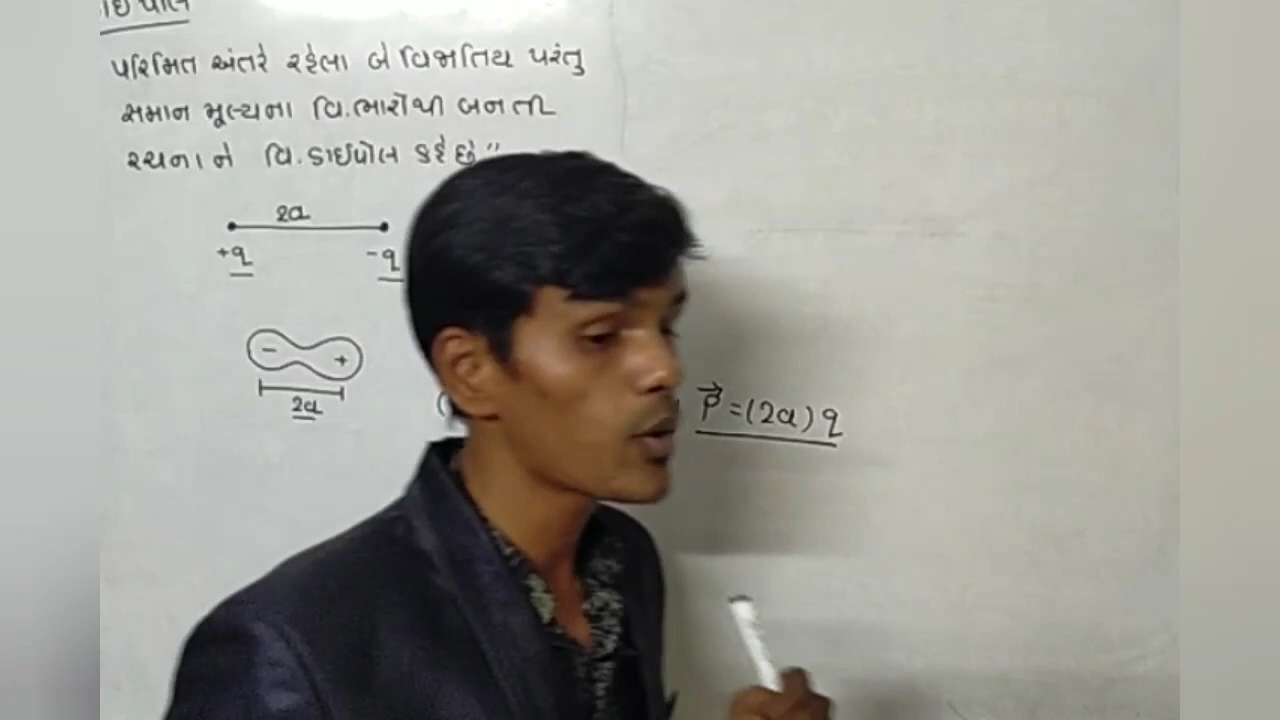 પરિમિત અંતરે રહેલા બે વિજાતિય પરંતુ
સમાન મૂલ્યના વિ.ભારોથી બનતી
રચનાને વિ.ડાઈપોલ કહે છે"
2a
+q -q
- +
2a
P⃗ =(2a) q